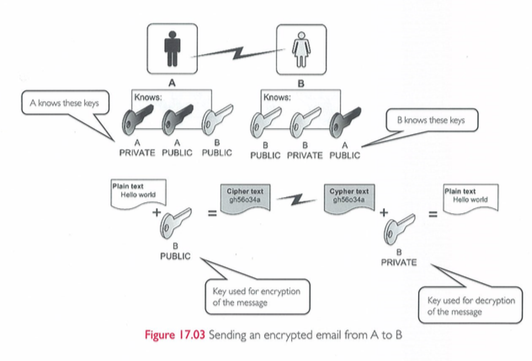 A
B
Knows:
Knows:
A knows these keys
B knows these keys
A
PRIVATE
A
PUBLIC
B
PUBLIC
B
PUBLIC
B
PRIVATE
A
PUBLIC
Plain text
Hello world
+
B
PUBLIC
=
Cipher text
gh56o34a
Cypher text
gh56o34a
+
B
PRIVATE
=
Plain text
Hello world
Key used for encryption
of the message
Key used for decryption
of the message
Figure 17.03 Sending an encrypted email from A to B